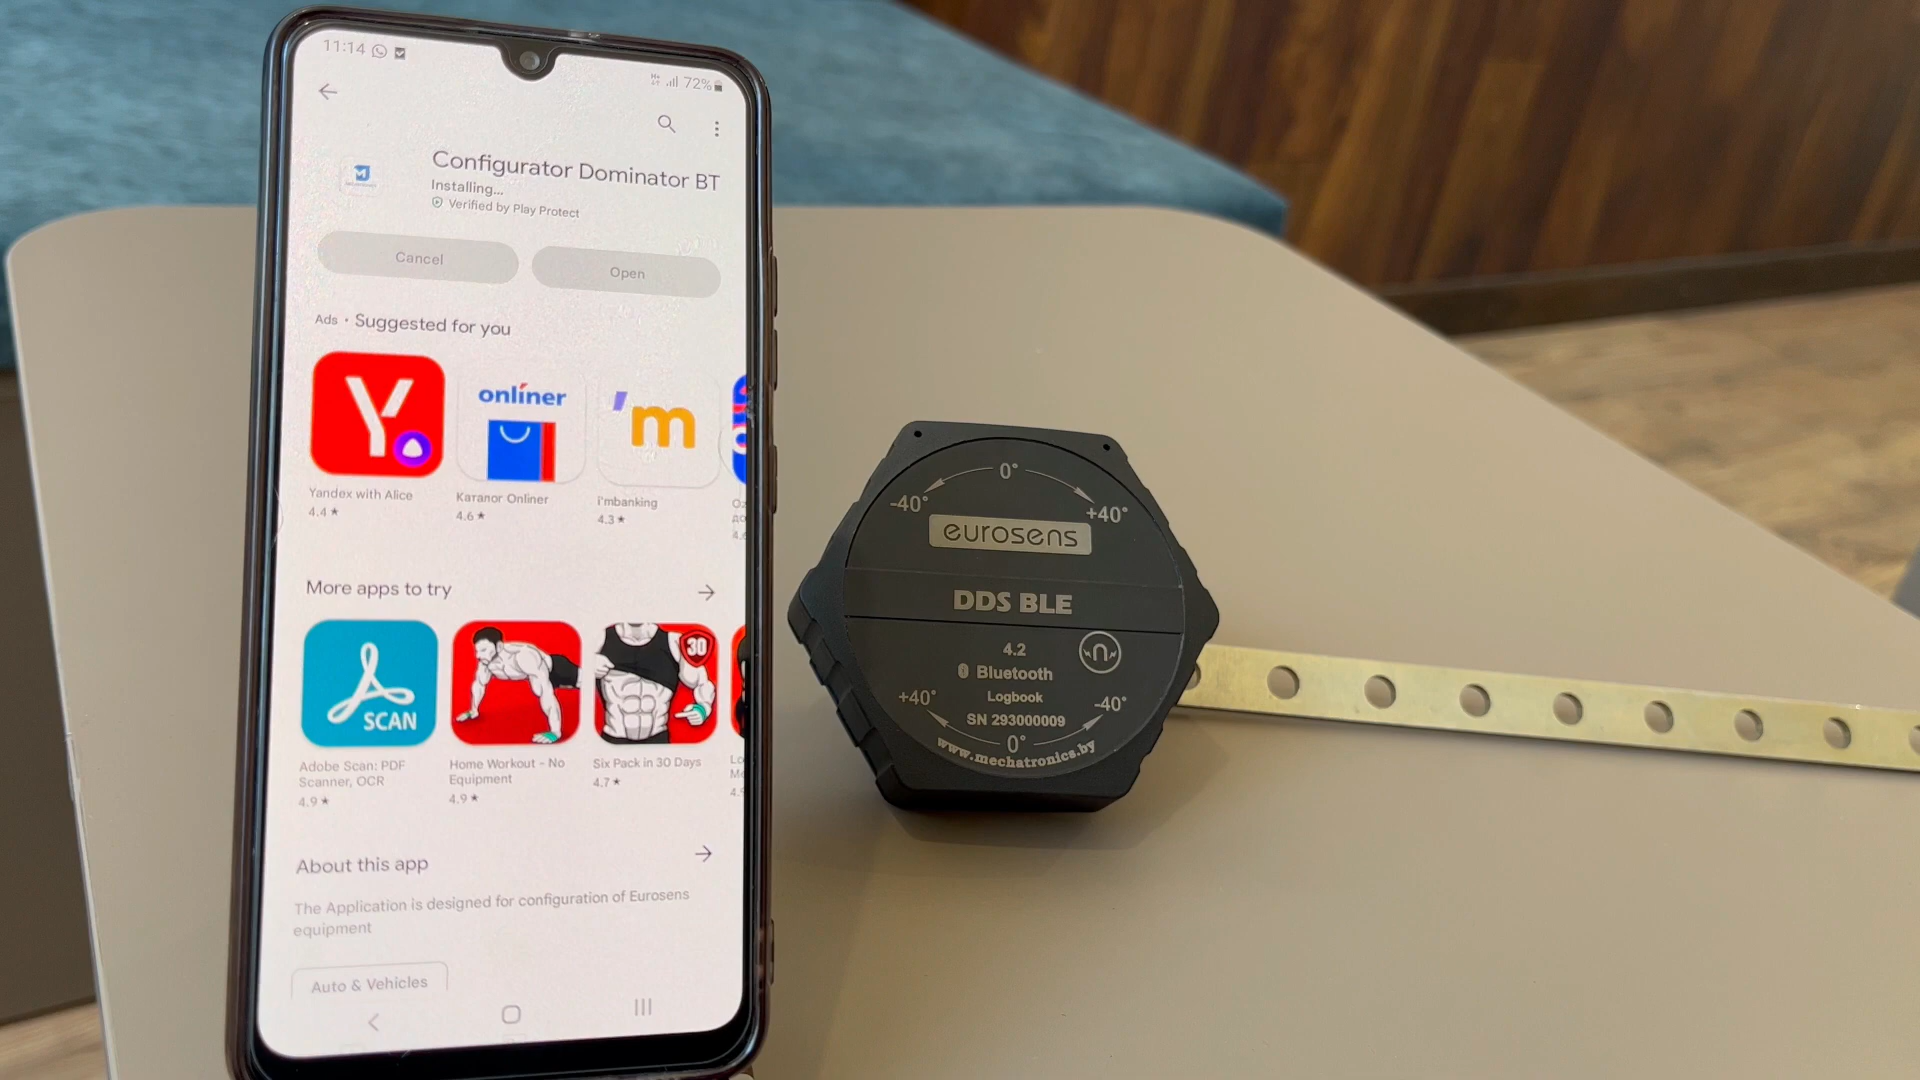 11:14
72%
Configurator Dominator BT
Installing...
Verified by Play Protect
Cancel
Open
Ads • Suggested for you
Y
onlíner
'm
Yandex with Alice
4.4 ★
Каталог Onliner
4.6 ★
i'mbanking
4.3 ★
More apps to try
SCAN
30
Adobe Scan: PDF
Scanner, OCR
4.9 ★
Home Workout - No
Equipment
4.9 ★
Six Pack in 30 Days
4.7 ★
About this app
The Application is designed for configuration of Eurosens
equipment
Auto & Vehicles
0°
-40°
+40°
eurosens
DDS BLE
4.2
Bluetooth
Logbook
+40°
-40°
SN 293000009
0°
www.mechatronics.by